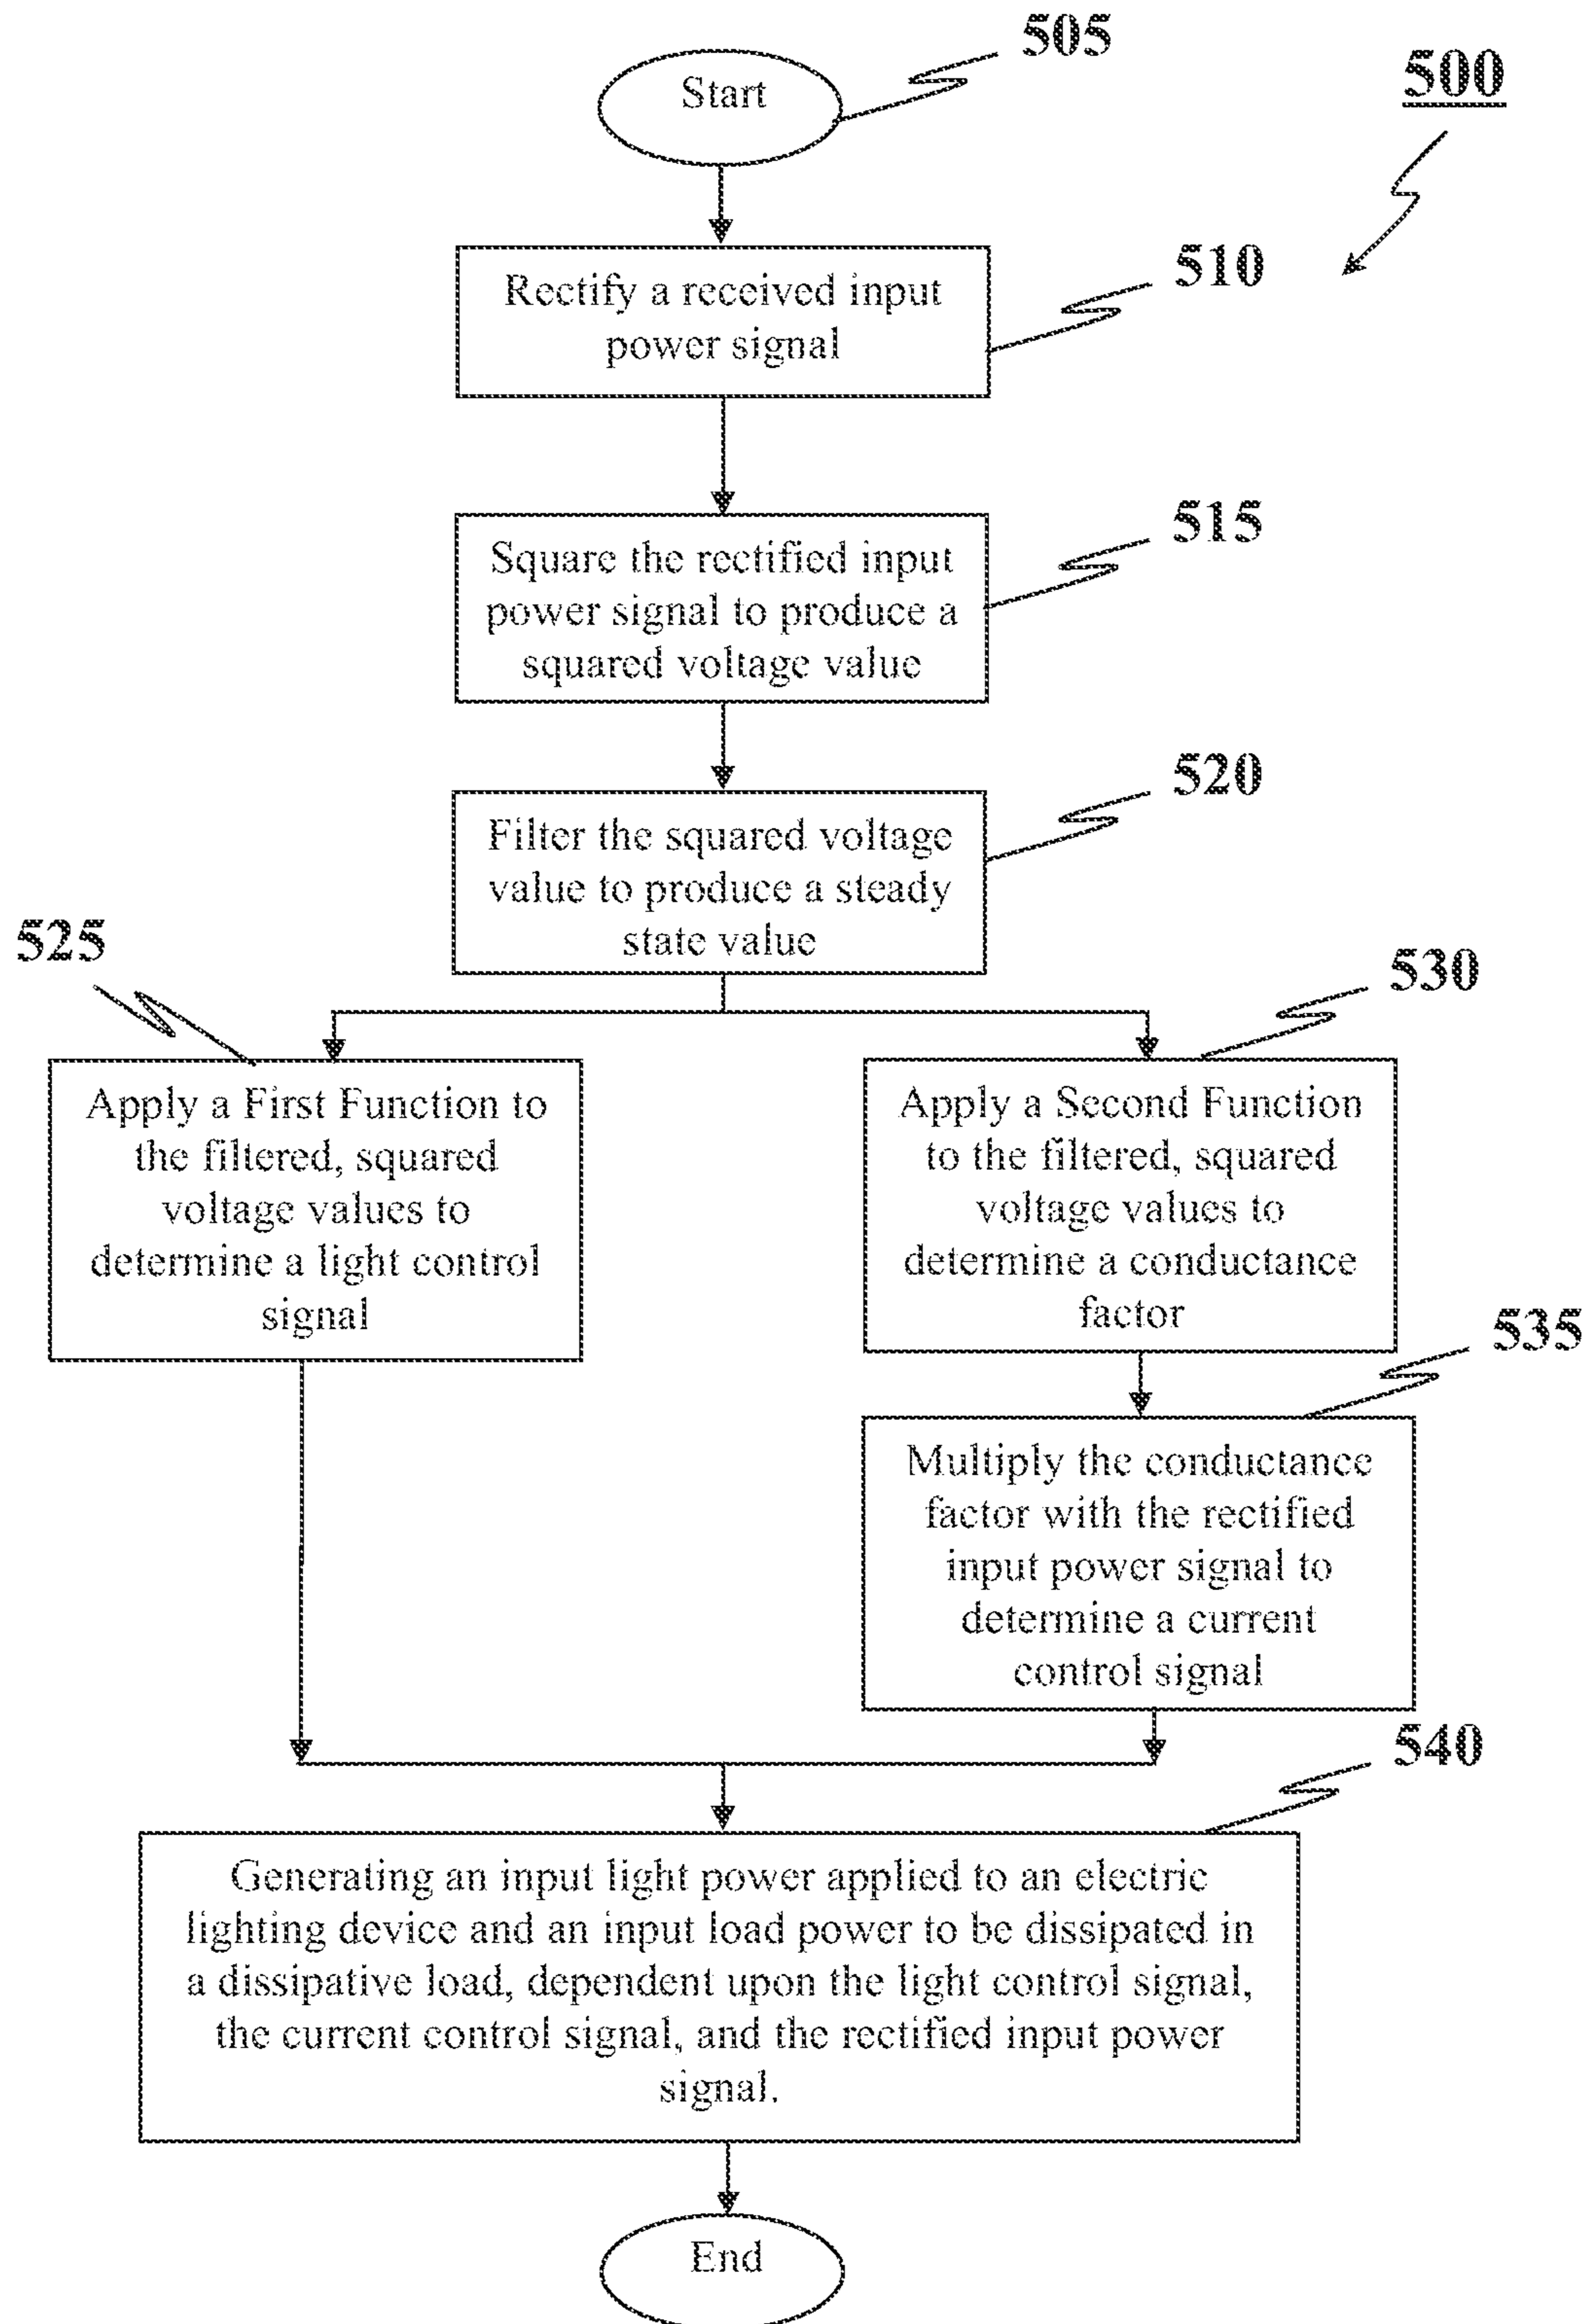 505
500
Start
510
Rectify a received input
power signal
515
Square the rectified input
power signal to produce a
squared voltage value
520
Filter the squared voltage
value to produce a steady
state value
525
530
Apply a First Function to
the filtered, squared
voltage values to
determine a light control
signal
Apply a Second Function
to the filtered, squared
voltage values to
determine a conductance
factor
535
Multiply the conductance
factor with the rectified
input power signal to
determine a current
control signal
540
Generating an input light power applied to an electric
lighting device and an input load power to be dissipated in
a dissipative load, dependent upon the light control signal,
the current control signal, and the rectified input power
signal.
End